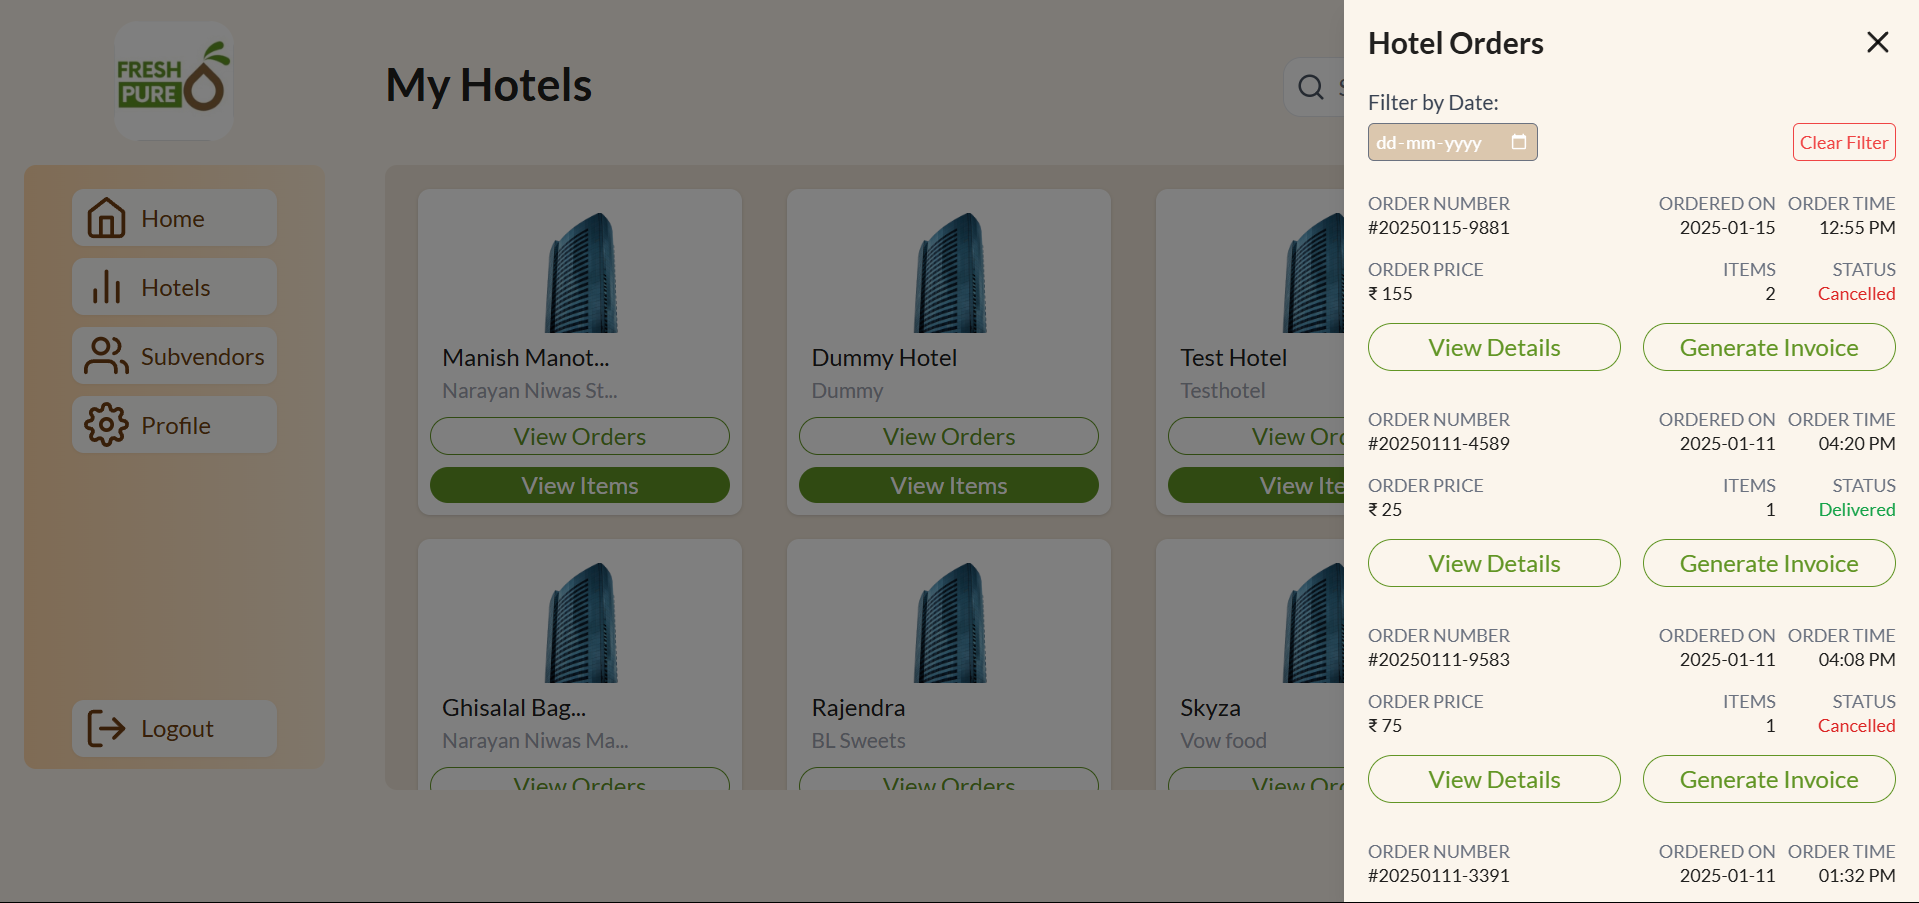 FRESH
PURE
My Hotels
Home
Hotels
Subvendors
Profile
Logout
Manish Manot...
Narayan Niwas St...
View Orders
View Items
Dummy Hotel
Dummy
View Orders
View Items
Test Hotel
Testhotel
View Or
View Ite
Ghisalal Bag...
Narayan Niwas Ma...
View Orders
Rajendra
BL Sweets
View Orders
Skyza
Vow food
View Or
Hotel Orders
Filter by Date:
dd-mm-yyyy
Clear Filter
ORDER NUMBER ORDERED ON ORDER TIME
#20250115-9881 2025-01-15 12:55 PM
ORDER PRICE ITEMS STATUS
₹ 155 2 Cancelled
View Details Generate Invoice
ORDER NUMBER ORDERED ON ORDER TIME
#20250111-4589 2025-01-11 04:20 PM
ORDER PRICE ITEMS STATUS
₹ 25 1 Delivered
View Details Generate Invoice
ORDER NUMBER ORDERED ON ORDER TIME
#20250111-9583 2025-01-11 04:08 PM
ORDER PRICE ITEMS STATUS
₹ 75 1 Cancelled
View Details Generate Invoice
ORDER NUMBER ORDERED ON ORDER TIME
#20250111-3391 2025-01-11 01:32 PM